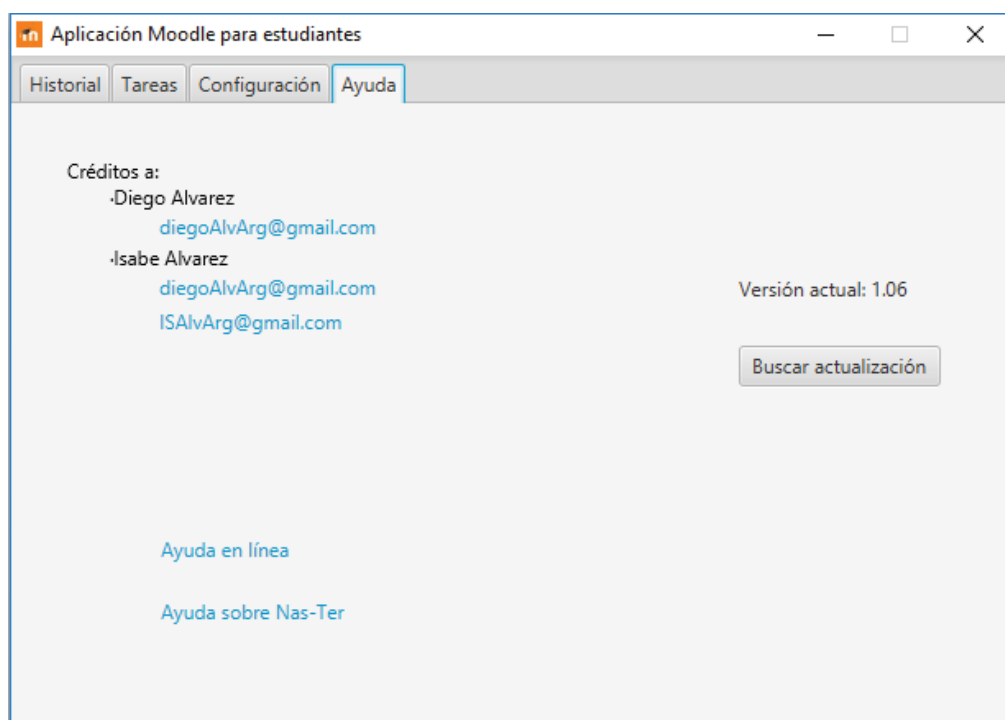 Aplicación Moodle para estudiantes
Historial Tareas Configuración Ayuda
Créditos a:
·Diego Alvarez
diegoAlvArg@gmail.com
·Isabe Alvarez
diegoAlvArg@gmail.com
ISAlvArg@gmail.com
Versión actual: 1.06
Buscar actualización
Ayuda en línea
Ayuda sobre Nas-Ter